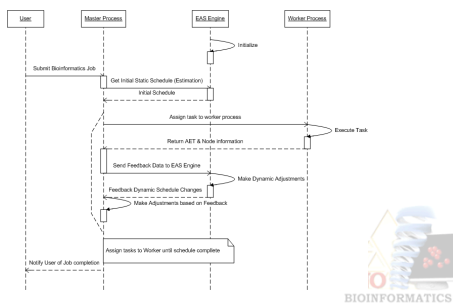 User
Master Process
EAS Engine
Worker Process
Initialize
Submit Bioinformatics Job
Get Initial Static Schedule (Estimation)
Initial Schedule
Assign task to worker process
Execute Task
Return AET & Node information
Send Feedback Data to EAS Engine
Make Dynamic Adjustments
Feedback Dynamic Schedule Changes
Make Adjustments based on Feedback
Assign tasks to Worker until schedule complete
Notify User of Job completion
BIOINFORMATICS